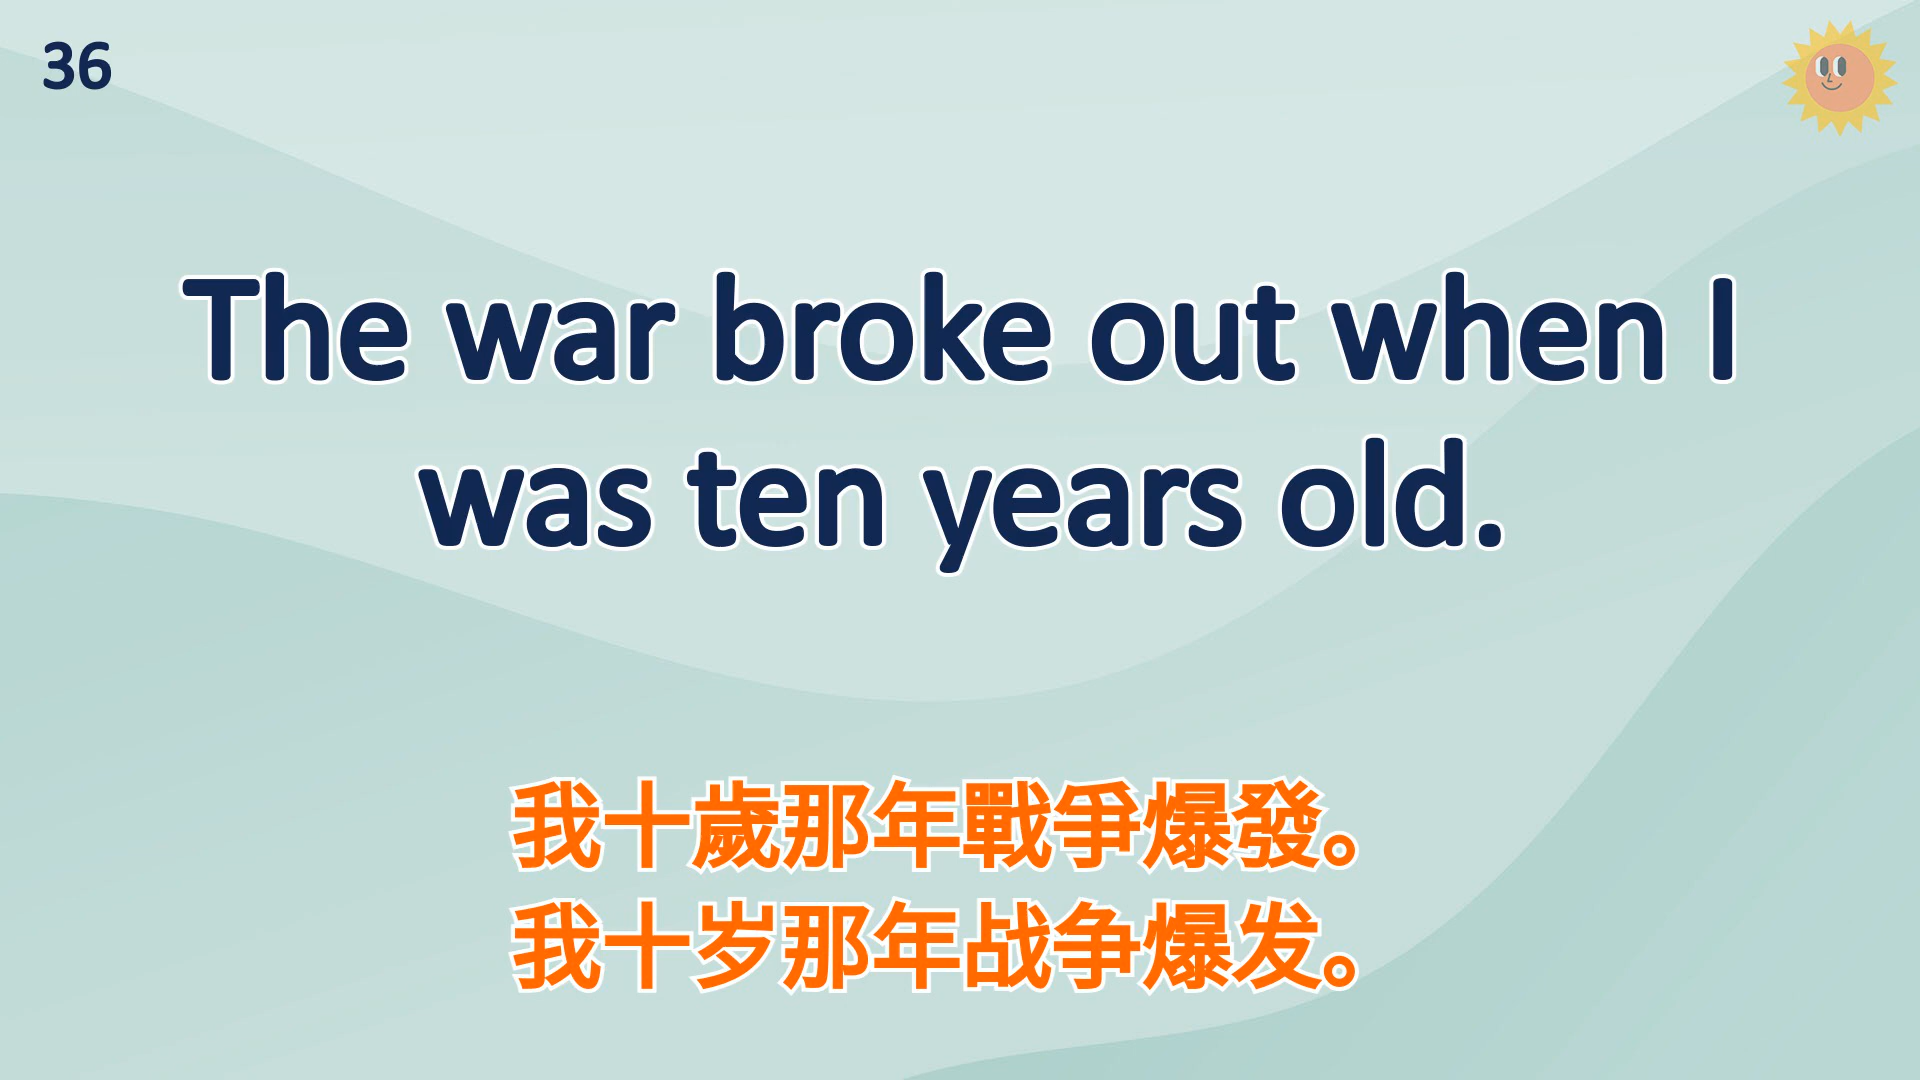 36
The war broke out when I
was ten years old.
我十歲那年戰爭爆發。
我十岁那年战争爆发。